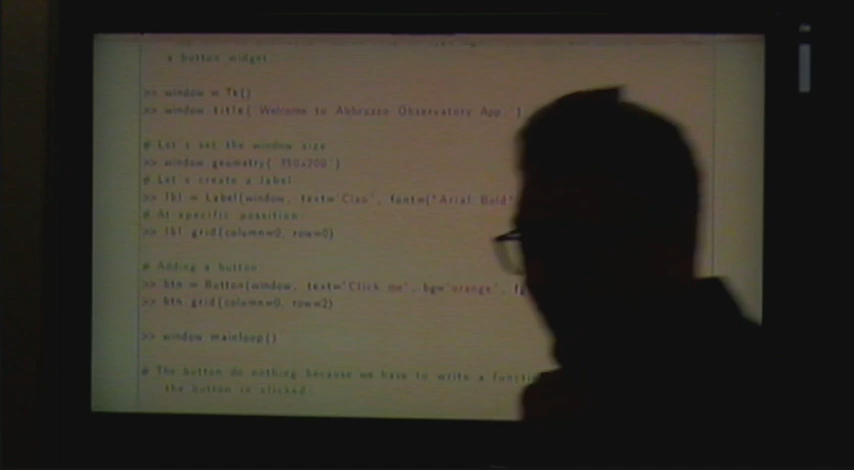 a button widget
>> window = Tk()
>> window.title('Welcome to Abbruzzo Observatory App.')
# Let's set the window size
>> window.geometry('350x200')
# Let's create a label
>> lbl = Label(window, text='Ciao', font=("Arial Bold"
# At specific possition
>> lbl.grid(column=0, row=0)
# Adding a button
>> btn = Button(window, text="Click me", bg="orange", fg
>> btn.grid(column=0, row=2)
>> window.mainloop()
# The button do nothing because we have to write a functi
the button is clicked.